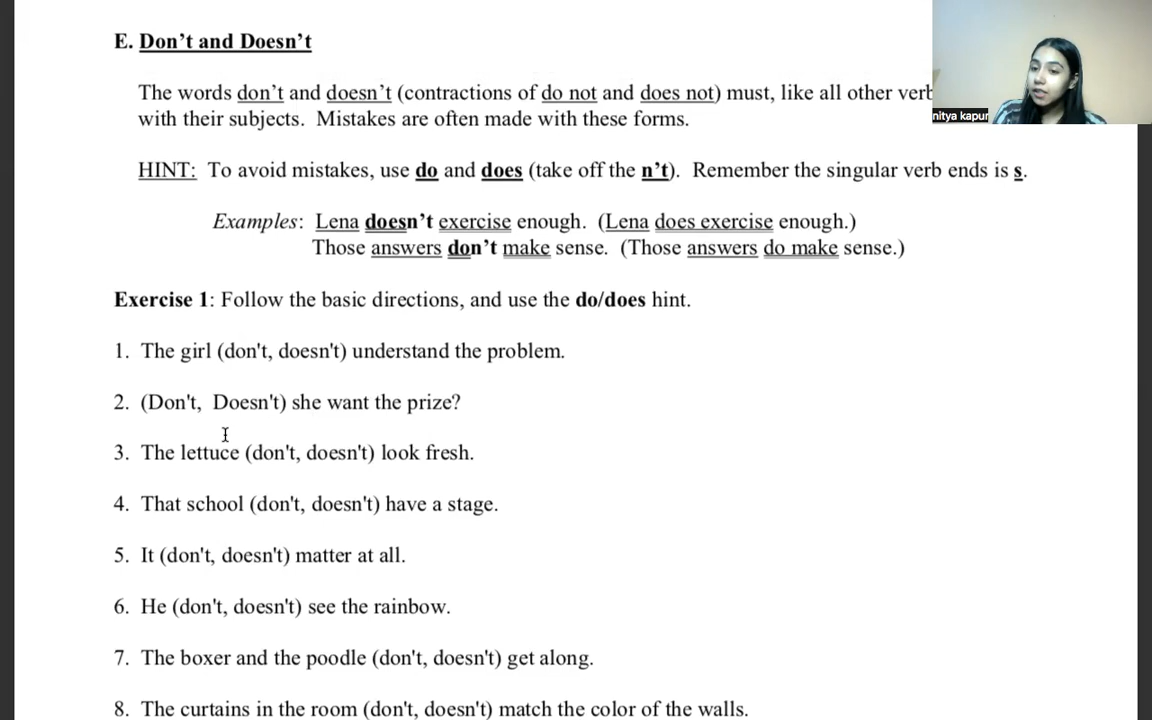 E. Don't and Doesn't
The words don't and doesn't (contractions of do not and does not) must, like all other verb
with their subjects. Mistakes are often made with these forms.
HINT: To avoid mistakes, use do and does (take off the n't). Remember the singular verb ends is s.
Examples: Lena doesn't exercise enough. (Lena does exercise enough.)
Those answers don't make sense. (Those answers do make sense.)
Exercise 1: Follow the basic directions, and use the do/does hint.
1. The girl (don't, doesn't) understand the problem.
2. (Don't, Doesn't) she want the prize?
3. The lettuce (don't, doesn't) look fresh.
4. That school (don't, doesn't) have a stage.
5. It (don't, doesn't) matter at all.
6. He (don't, doesn't) see the rainbow.
7. The boxer and the poodle (don't, doesn't) get along.
8. The curtains in the room (don't, doesn't) match the color of the walls.
nitya kapur